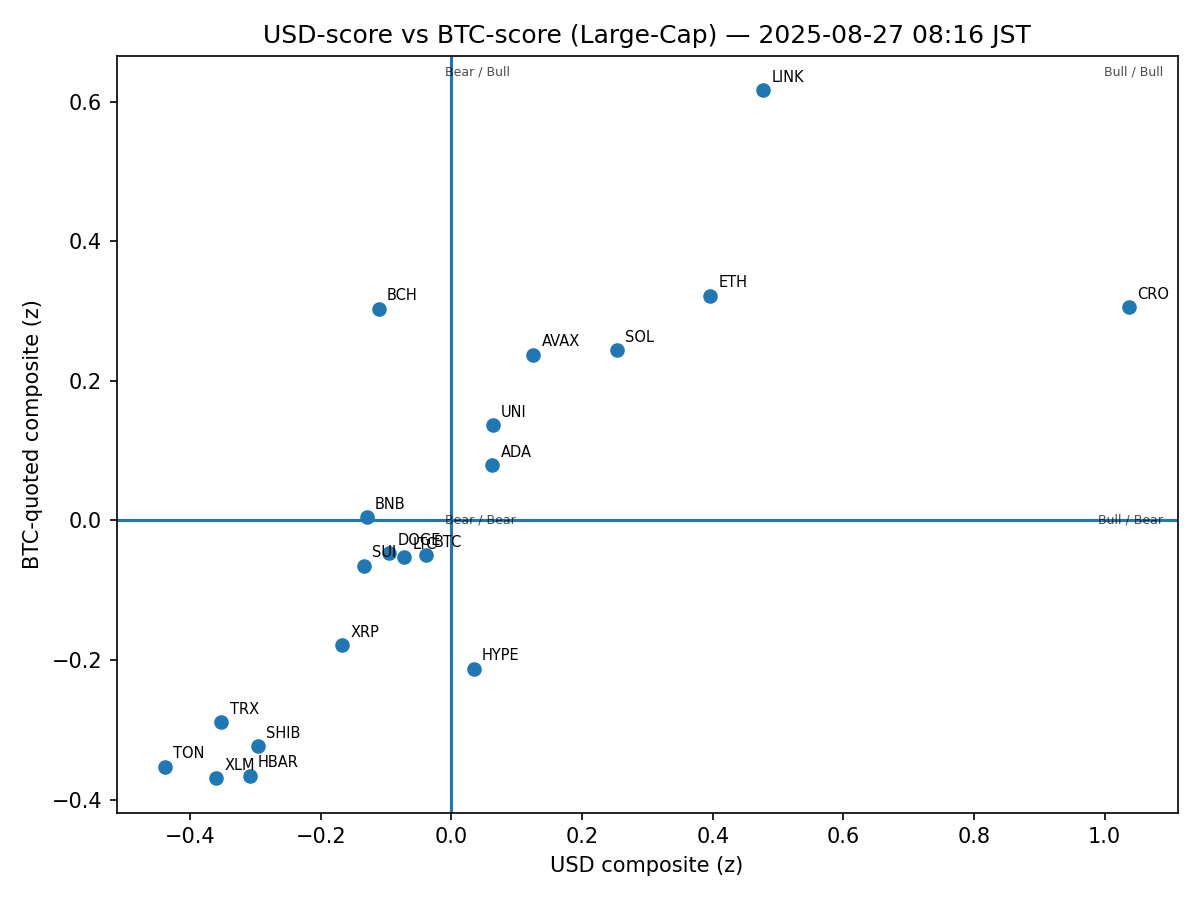 USD-score vs BTC-score (Large-Cap) — 2025-08-27 08:16 JST
Bear / Bull
Bull / Bull
LINK
0.6
0.4
ETH
CRO
BCH
AVAX
SOL
0.2
UNI
ADA
BNB
0.0
Bear / Bear
Bull / Bear
DOGE
LTC
BTC
SUI
XRP
HYPE
−0.2
TRX
SHIB
TON
XLM
HBAR
−0.4
BTC-quoted composite (z)
−0.4
−0.2
0.0
0.2
0.4
0.6
0.8
1.0
USD composite (z)